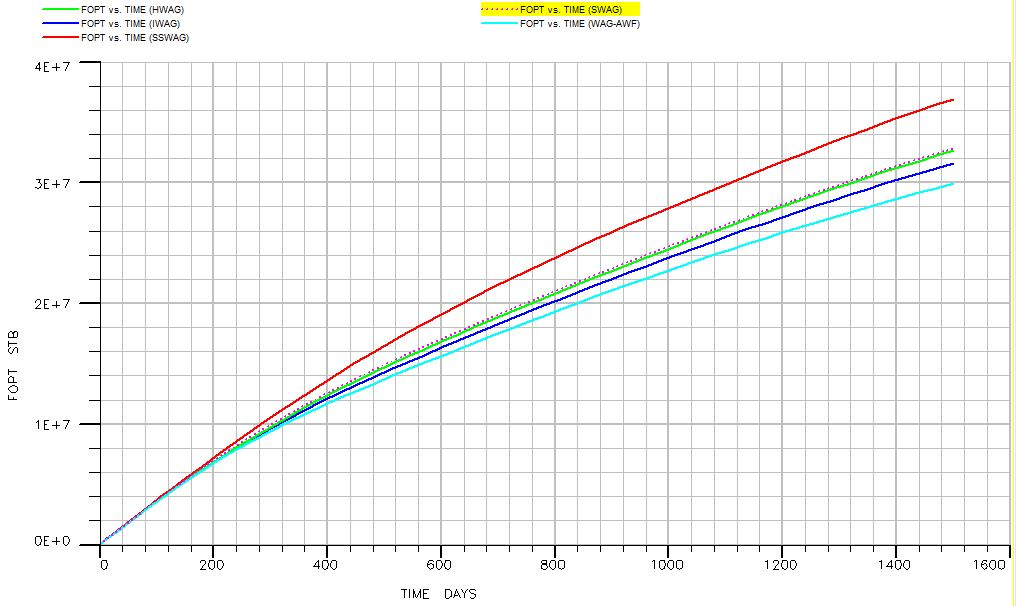 FOPT vs. TIME (HWAG)
FOPT vs. TIME (IWAG)
FOPT vs. TIME (SSWAG)
FOPT vs. TIME (SWAG)
FOPT vs. TIME (WAG-AWF)
4E+7
3E+7
2E+7
1E+7
0E+0
FOPT STB
0 200 400 600 800 1000 1200 1400 1600
TIME DAYS